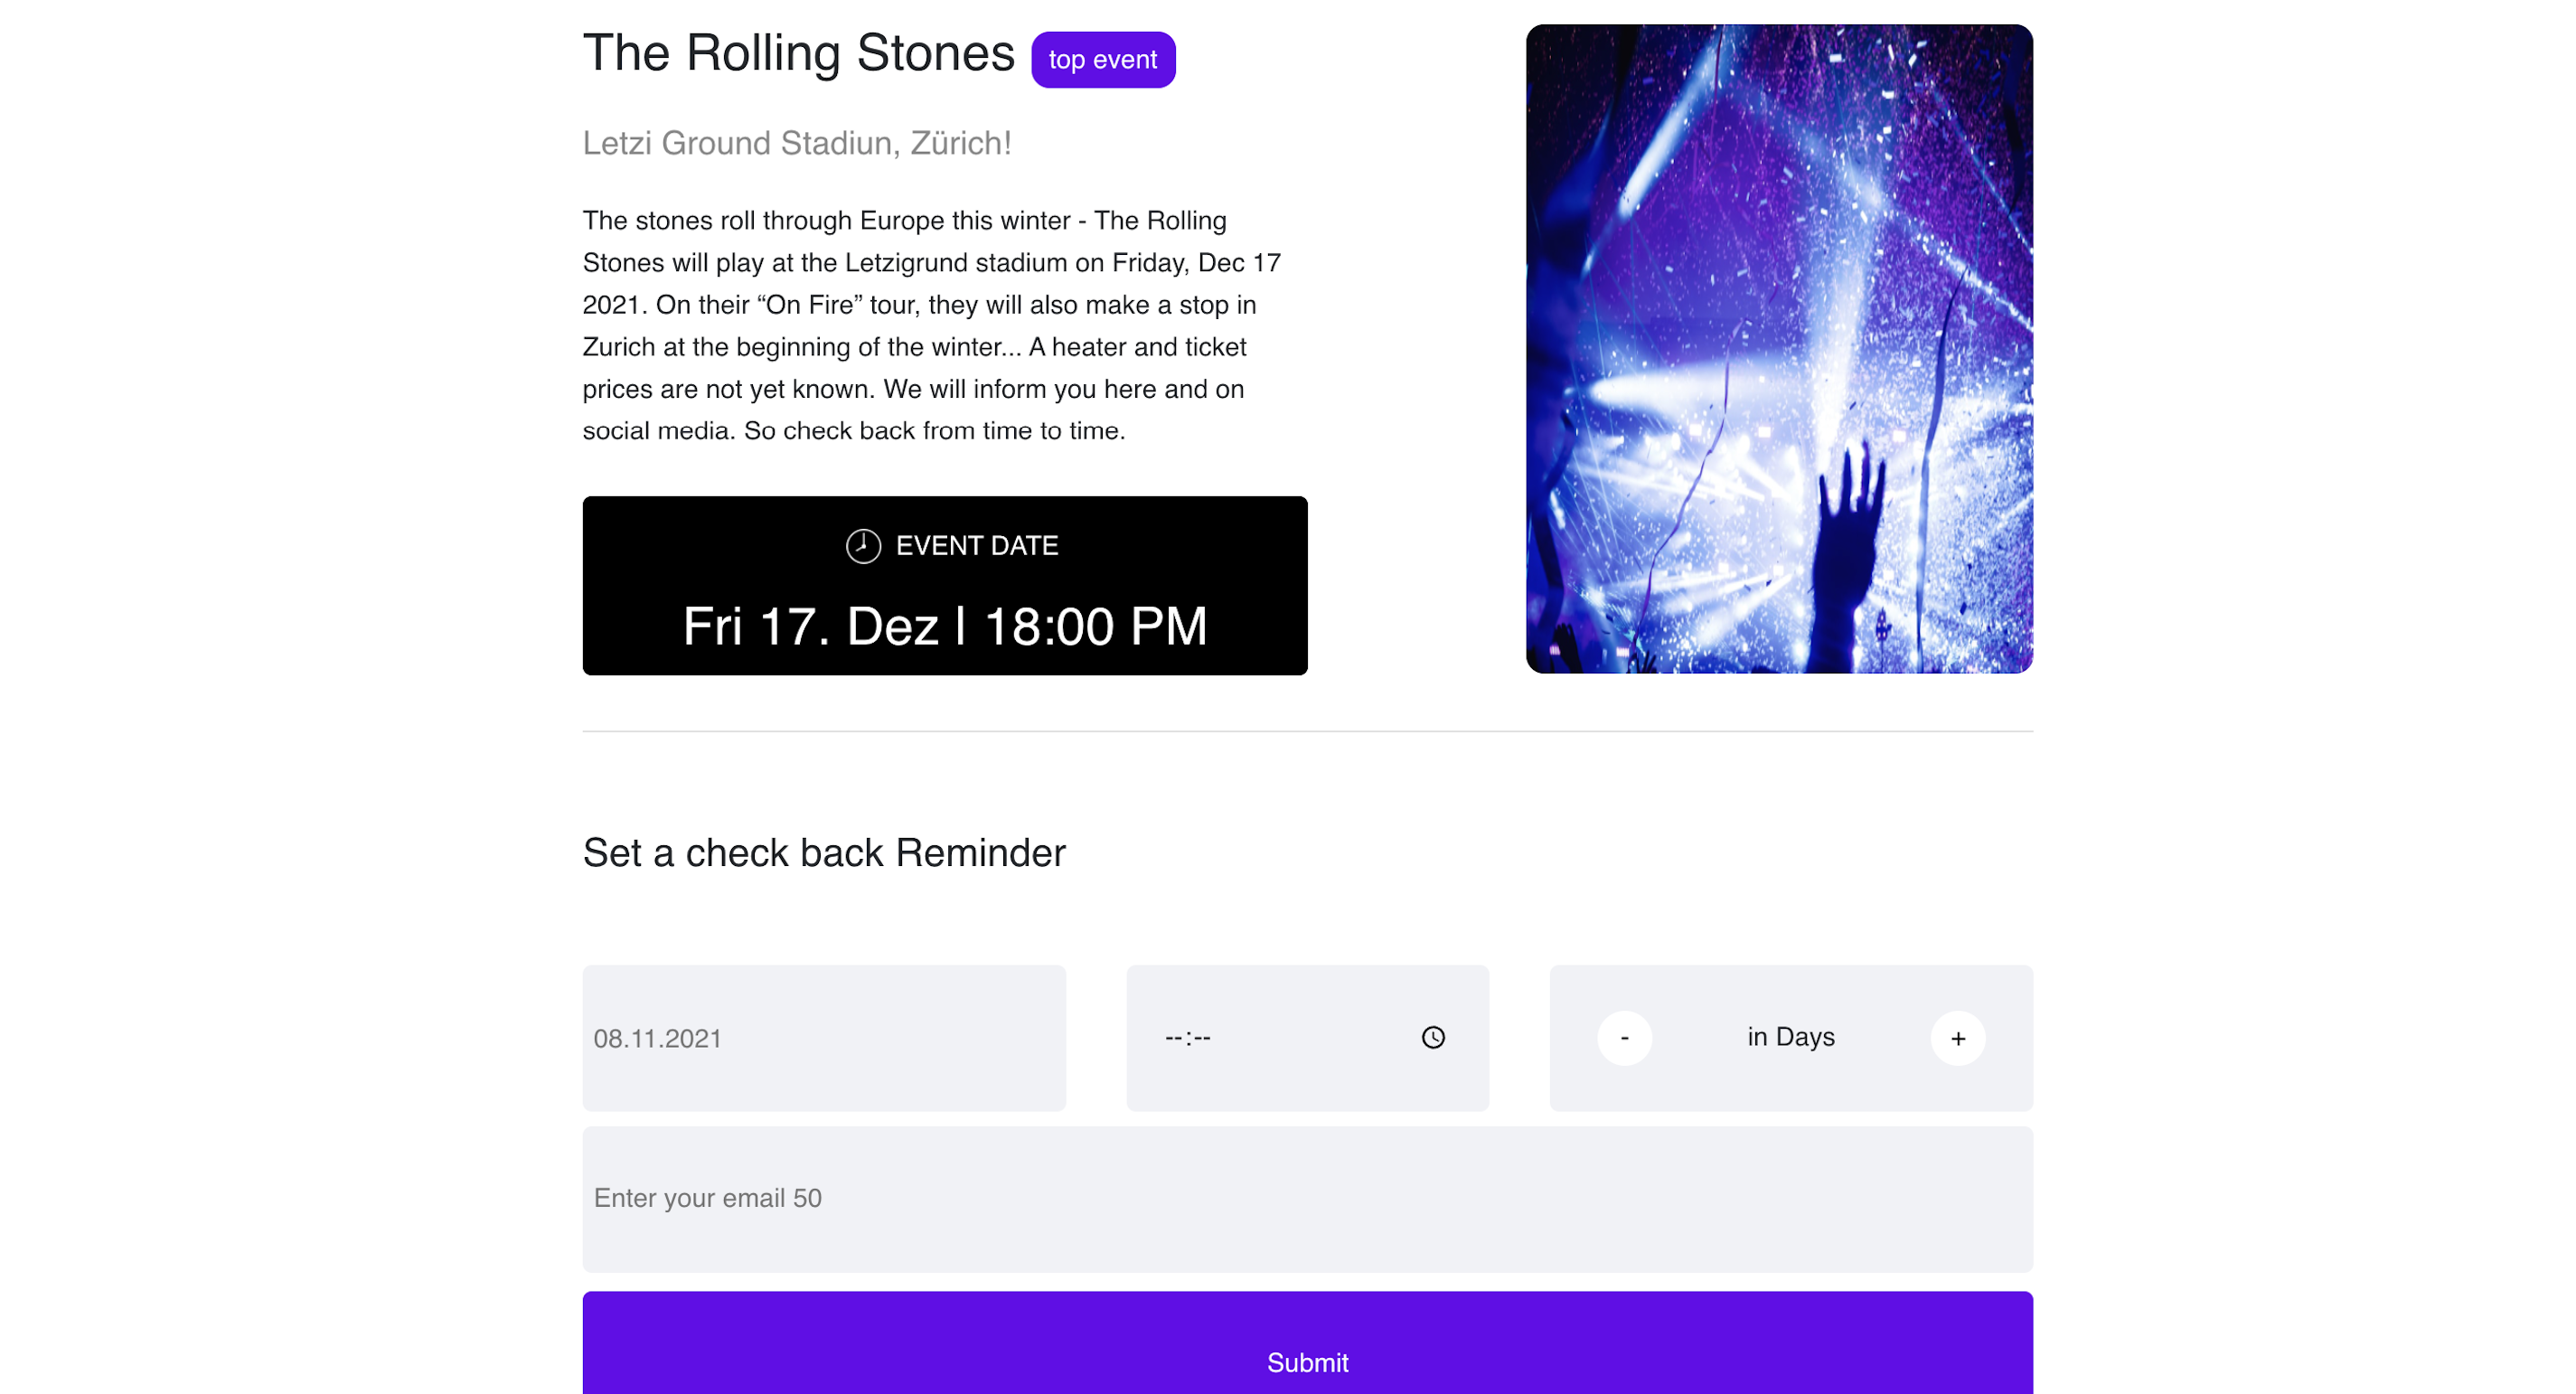 The Rolling Stones top event
Letzi Ground Stadiun, Zürich!
The stones roll through Europe this winter - The Rolling
Stones will play at the Letzigrund stadium on Friday, Dec 17
2021. On their “On Fire” tour, they will also make a stop in
Zurich at the beginning of the winter... A heater and ticket
prices are not yet known. We will inform you here and on
social media. So check back from time to time.
EVENT DATE
Fri 17. Dez | 18:00 PM
Set a check back Reminder
08.11.2021 --:-- - in Days +
Enter your email 50
Submit